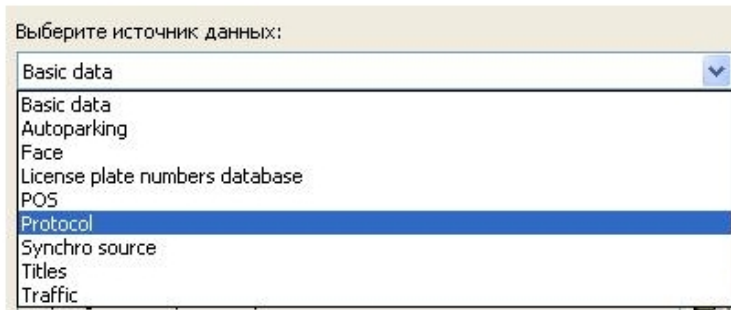 Выберите источник данных:
Basic data
Basic data
Autoparking
Face
License plate numbers database
POS
Protocol
Synchro source
Titles
Traffic